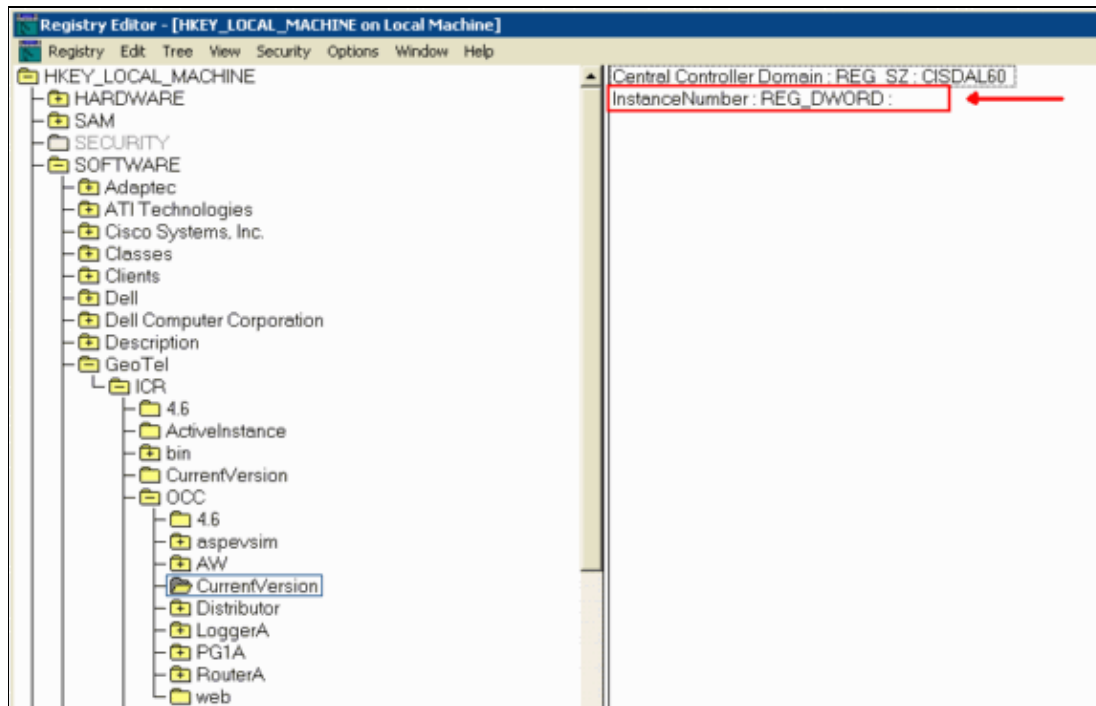 Registry Editor - [HKEY_LOCAL_MACHINE on Local Machine]
Registry Edit Tree View Security Options Window Help
HKEY_LOCAL_MACHINE
HARDWARE
SAM
SECURITY
SOFTWARE
Adaptec
ATI Technologies
Cisco Systems, Inc.
Classes
Clients
Dell
Dell Computer Corporation
Description
GeoTel
ICR
4.6
ActiveInstance
bin
CurrentVersion
OCC
4.6
aspevsim
AW
CurrentVersion
Distributor
LoggerA
PG1A
RouterA
web
Central Controller Domain : REG_SZ : CISDAL60
InstanceNumber : REG_DWORD :